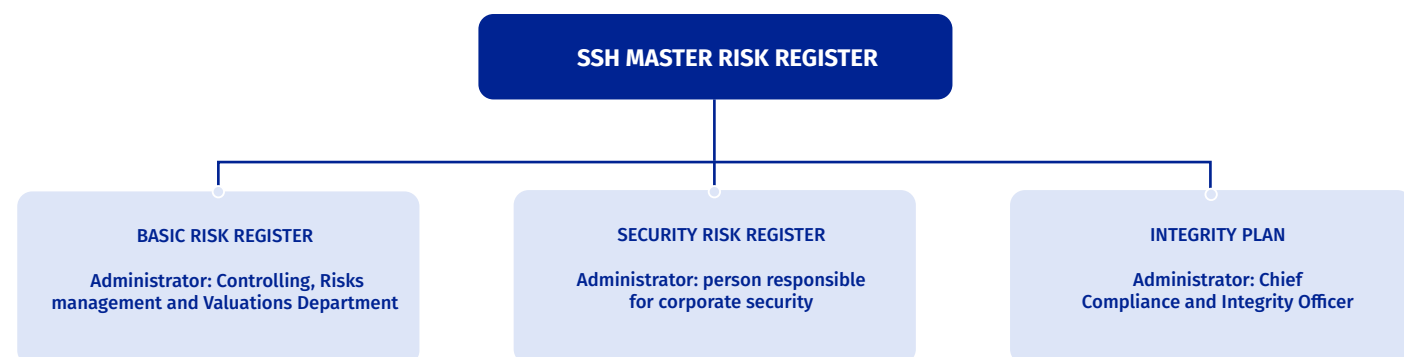 SSH MASTER RISK REGISTER
BASIC RISK REGISTER
Administrator: Controlling, Risks
management and Valuations Department
SECURITY RISK REGISTER
Administrator: person responsible
for corporate security
INTEGRITY PLAN
Administrator: Chief
Compliance and Integrity Officer